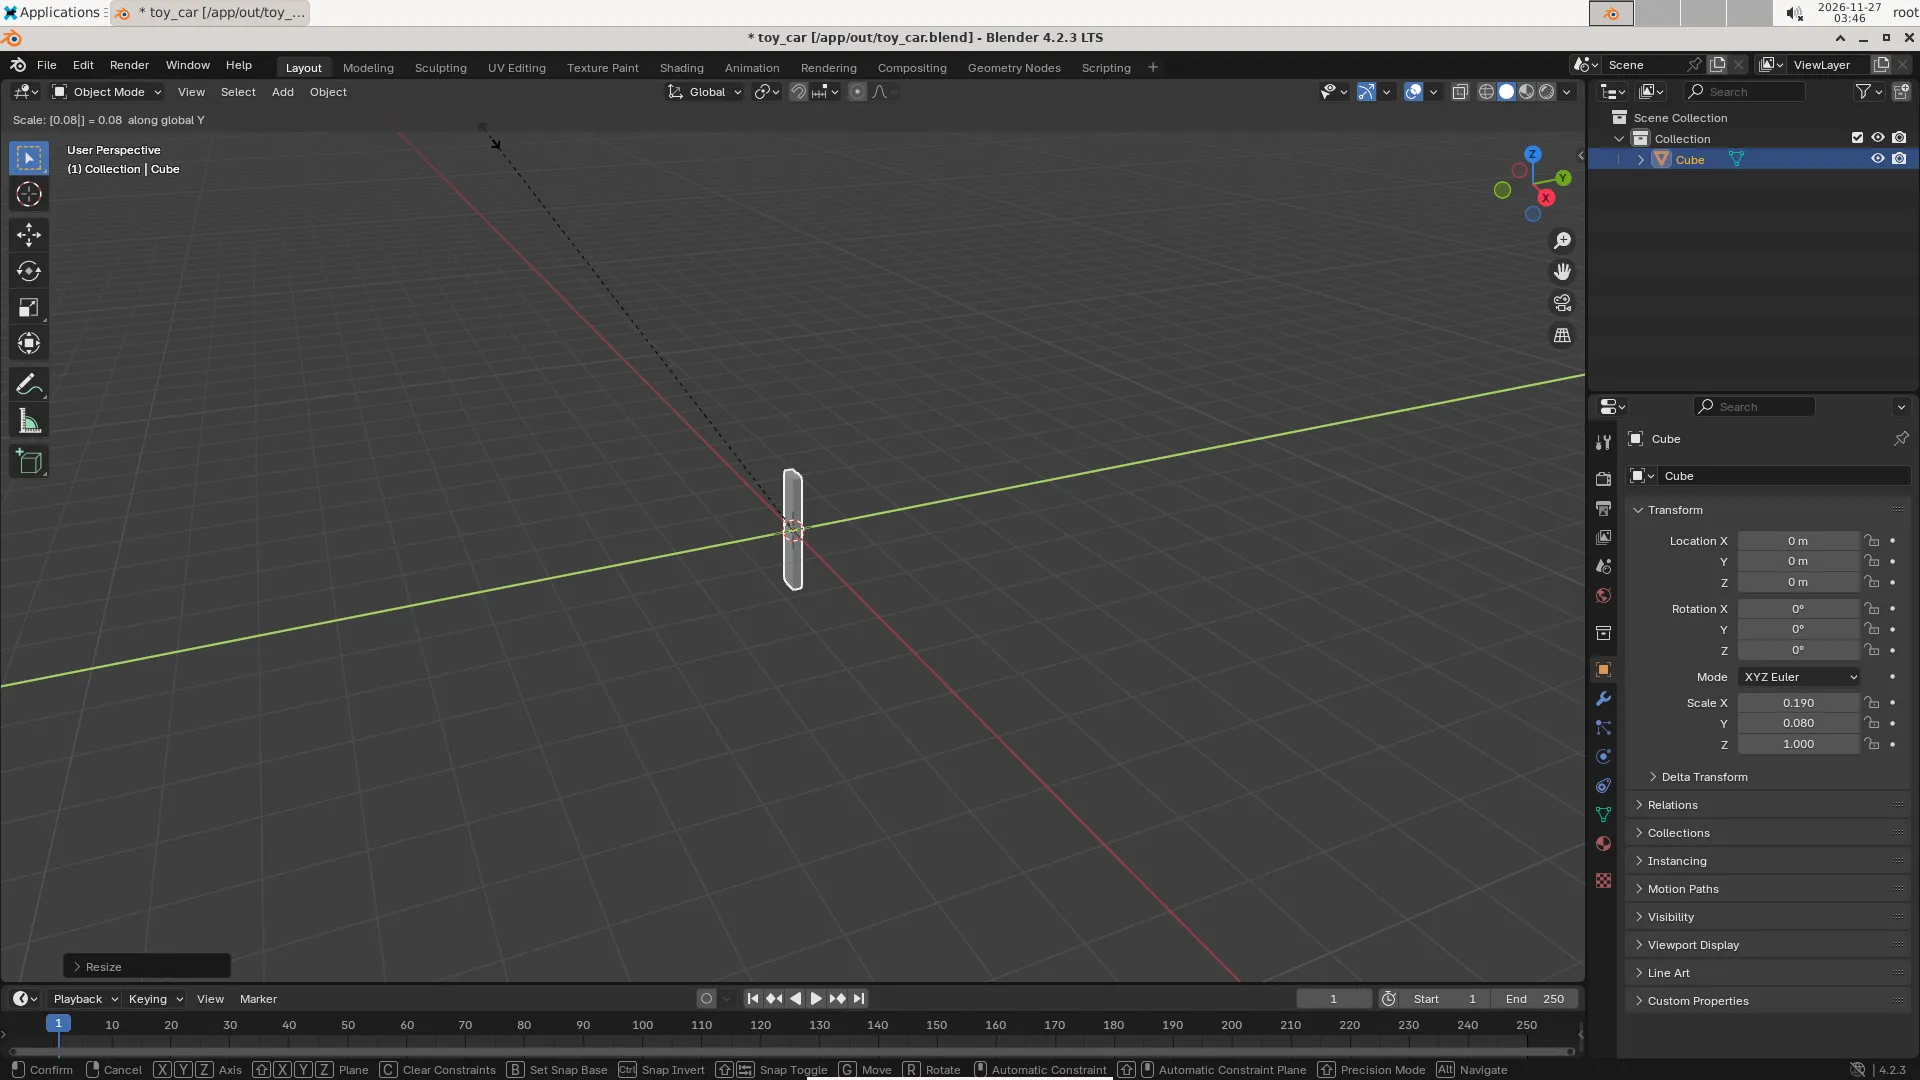 Applications
* toy_car [/app/out/toy_...
2026-11-27
03:46
root
* toy_car [/app/out/toy_car.blend] - Blender 4.2.3 LTS
File Edit Render Window Help
Layout Modeling Sculpting UV Editing Texture Paint Shading Animation Rendering Compositing Geometry Nodes Scripting
Scene
ViewLayer
Object Mode View Select Add Object
Global
Search
Scale: [0.08|] = 0.08 along global Y
User Perspective
(1) Collection | Cube
Z
Y
X
Scene Collection
Collection
Cube
Search
Cube
Cube
Transform
Location X 0 m
Y 0 m
Z 0 m
Rotation X 0°
Y 0°
Z 0°
Mode XYZ Euler
Scale X 0.190
Y 0.080
Z 1.000
Delta Transform
Relations
Collections
Instancing
Motion Paths
Visibility
Viewport Display
Line Art
Custom Properties
Resize
Playback Keying View Marker
1 Start 1 End 250
1 10 20 30 40 50 60 70 80 90 100 110 120 130 140 150 160 170 180 190 200 210 220 230 240 250
Confirm Cancel X Y Z Axis X Y Z Plane C Clear Constraints B Set Snap Base Ctrl Snap Invert Snap Toggle G Move R Rotate Automatic Constraint Automatic Constraint Plane Precision Mode Alt Navigate
4.2.3